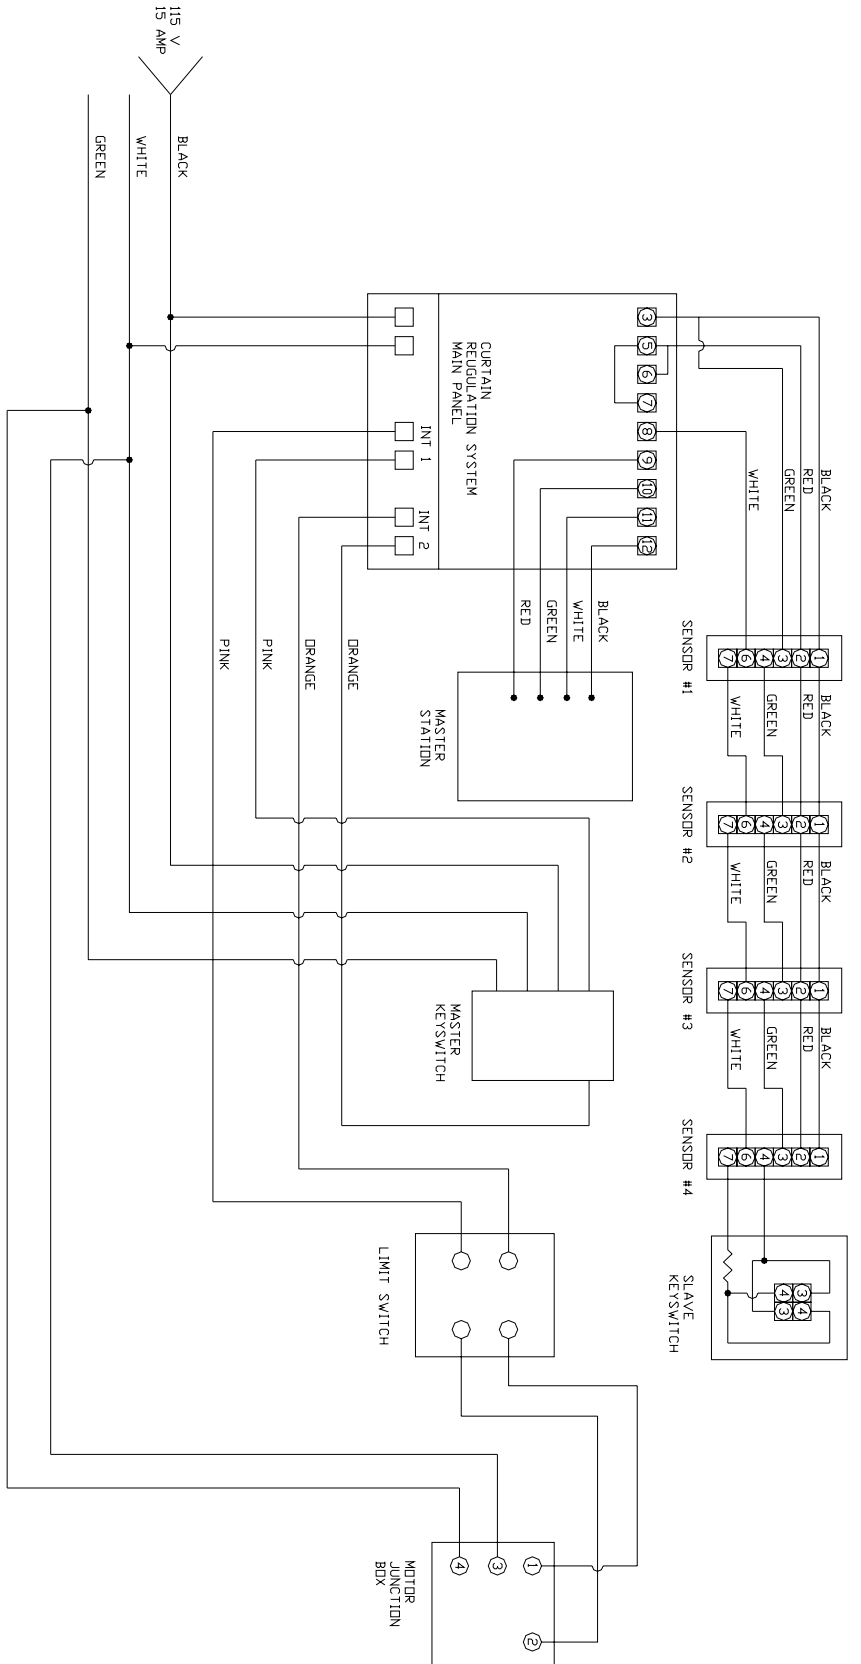 BLACK
RED
GREEN
WHITE
1
2
3
4
6
7
SENSOR #1
BLACK
RED
GREEN
WHITE
1
2
3
4
6
7
SENSOR #2
BLACK
RED
GREEN
WHITE
1
2
3
4
6
7
SENSOR #3
BLACK
RED
GREEN
WHITE
1
2
3
4
6
7
SENSOR #4
3 4
4 3
SLAVE
KEYSWITCH
3 5 6 7 8 9 10 11 12
CURTAIN
REUGULATION SYSTEM
MAIN PANEL
INT 1
INT 2
BLACK
WHITE
GREEN
RED
MASTER
STATION
MASTER
KEYSWITCH
LIMIT SWITCH
1
2
3
4
MOTOR
JUNCTION
BOX
ORANGE
ORANGE
PINK
PINK
115 V
15 AMP
BLACK
WHITE
GREEN